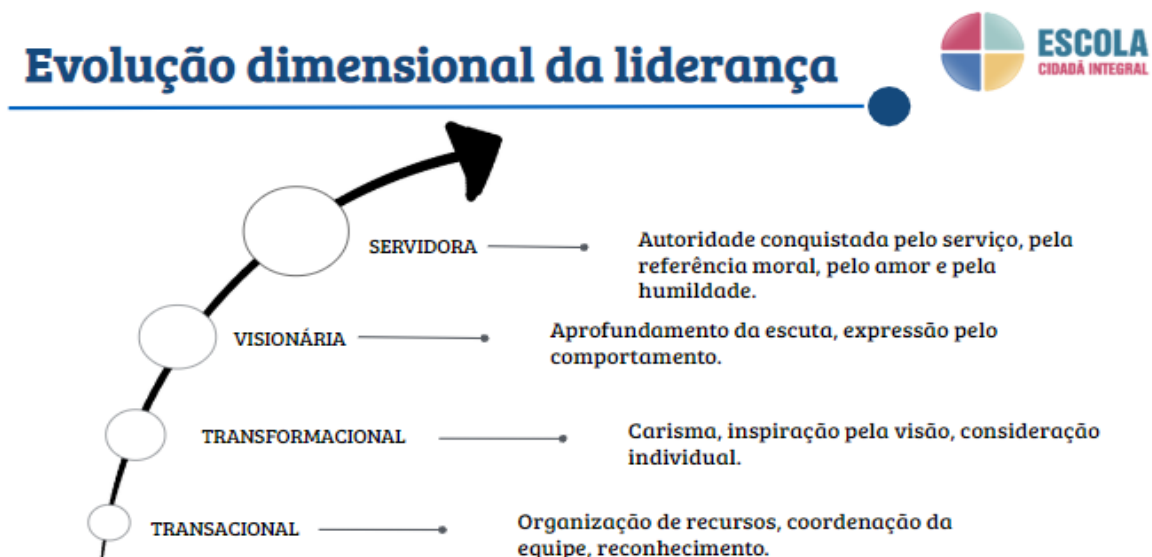 Evolução dimensional da liderança
ESCOLA
CIDADÃ INTEGRAL
SERVIDORA
Autoridade conquistada pelo serviço, pela
referência moral, pelo amor e pela
humildade.
VISIONÁRIA
Aprofundamento da escuta, expressão pelo
comportamento.
TRANSFORMACIONAL
Carisma, inspiração pela visão, consideração
individual.
TRANSACIONAL
Organização de recursos, coordenação da
equipe, reconhecimento.